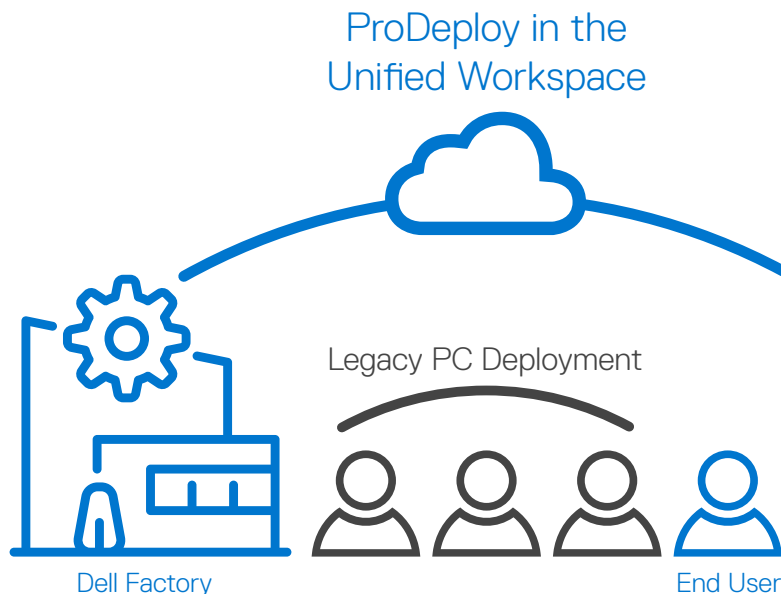 ProDeploy in the
Unified Workspace
Legacy PC Deployment
Dell Factory
End User